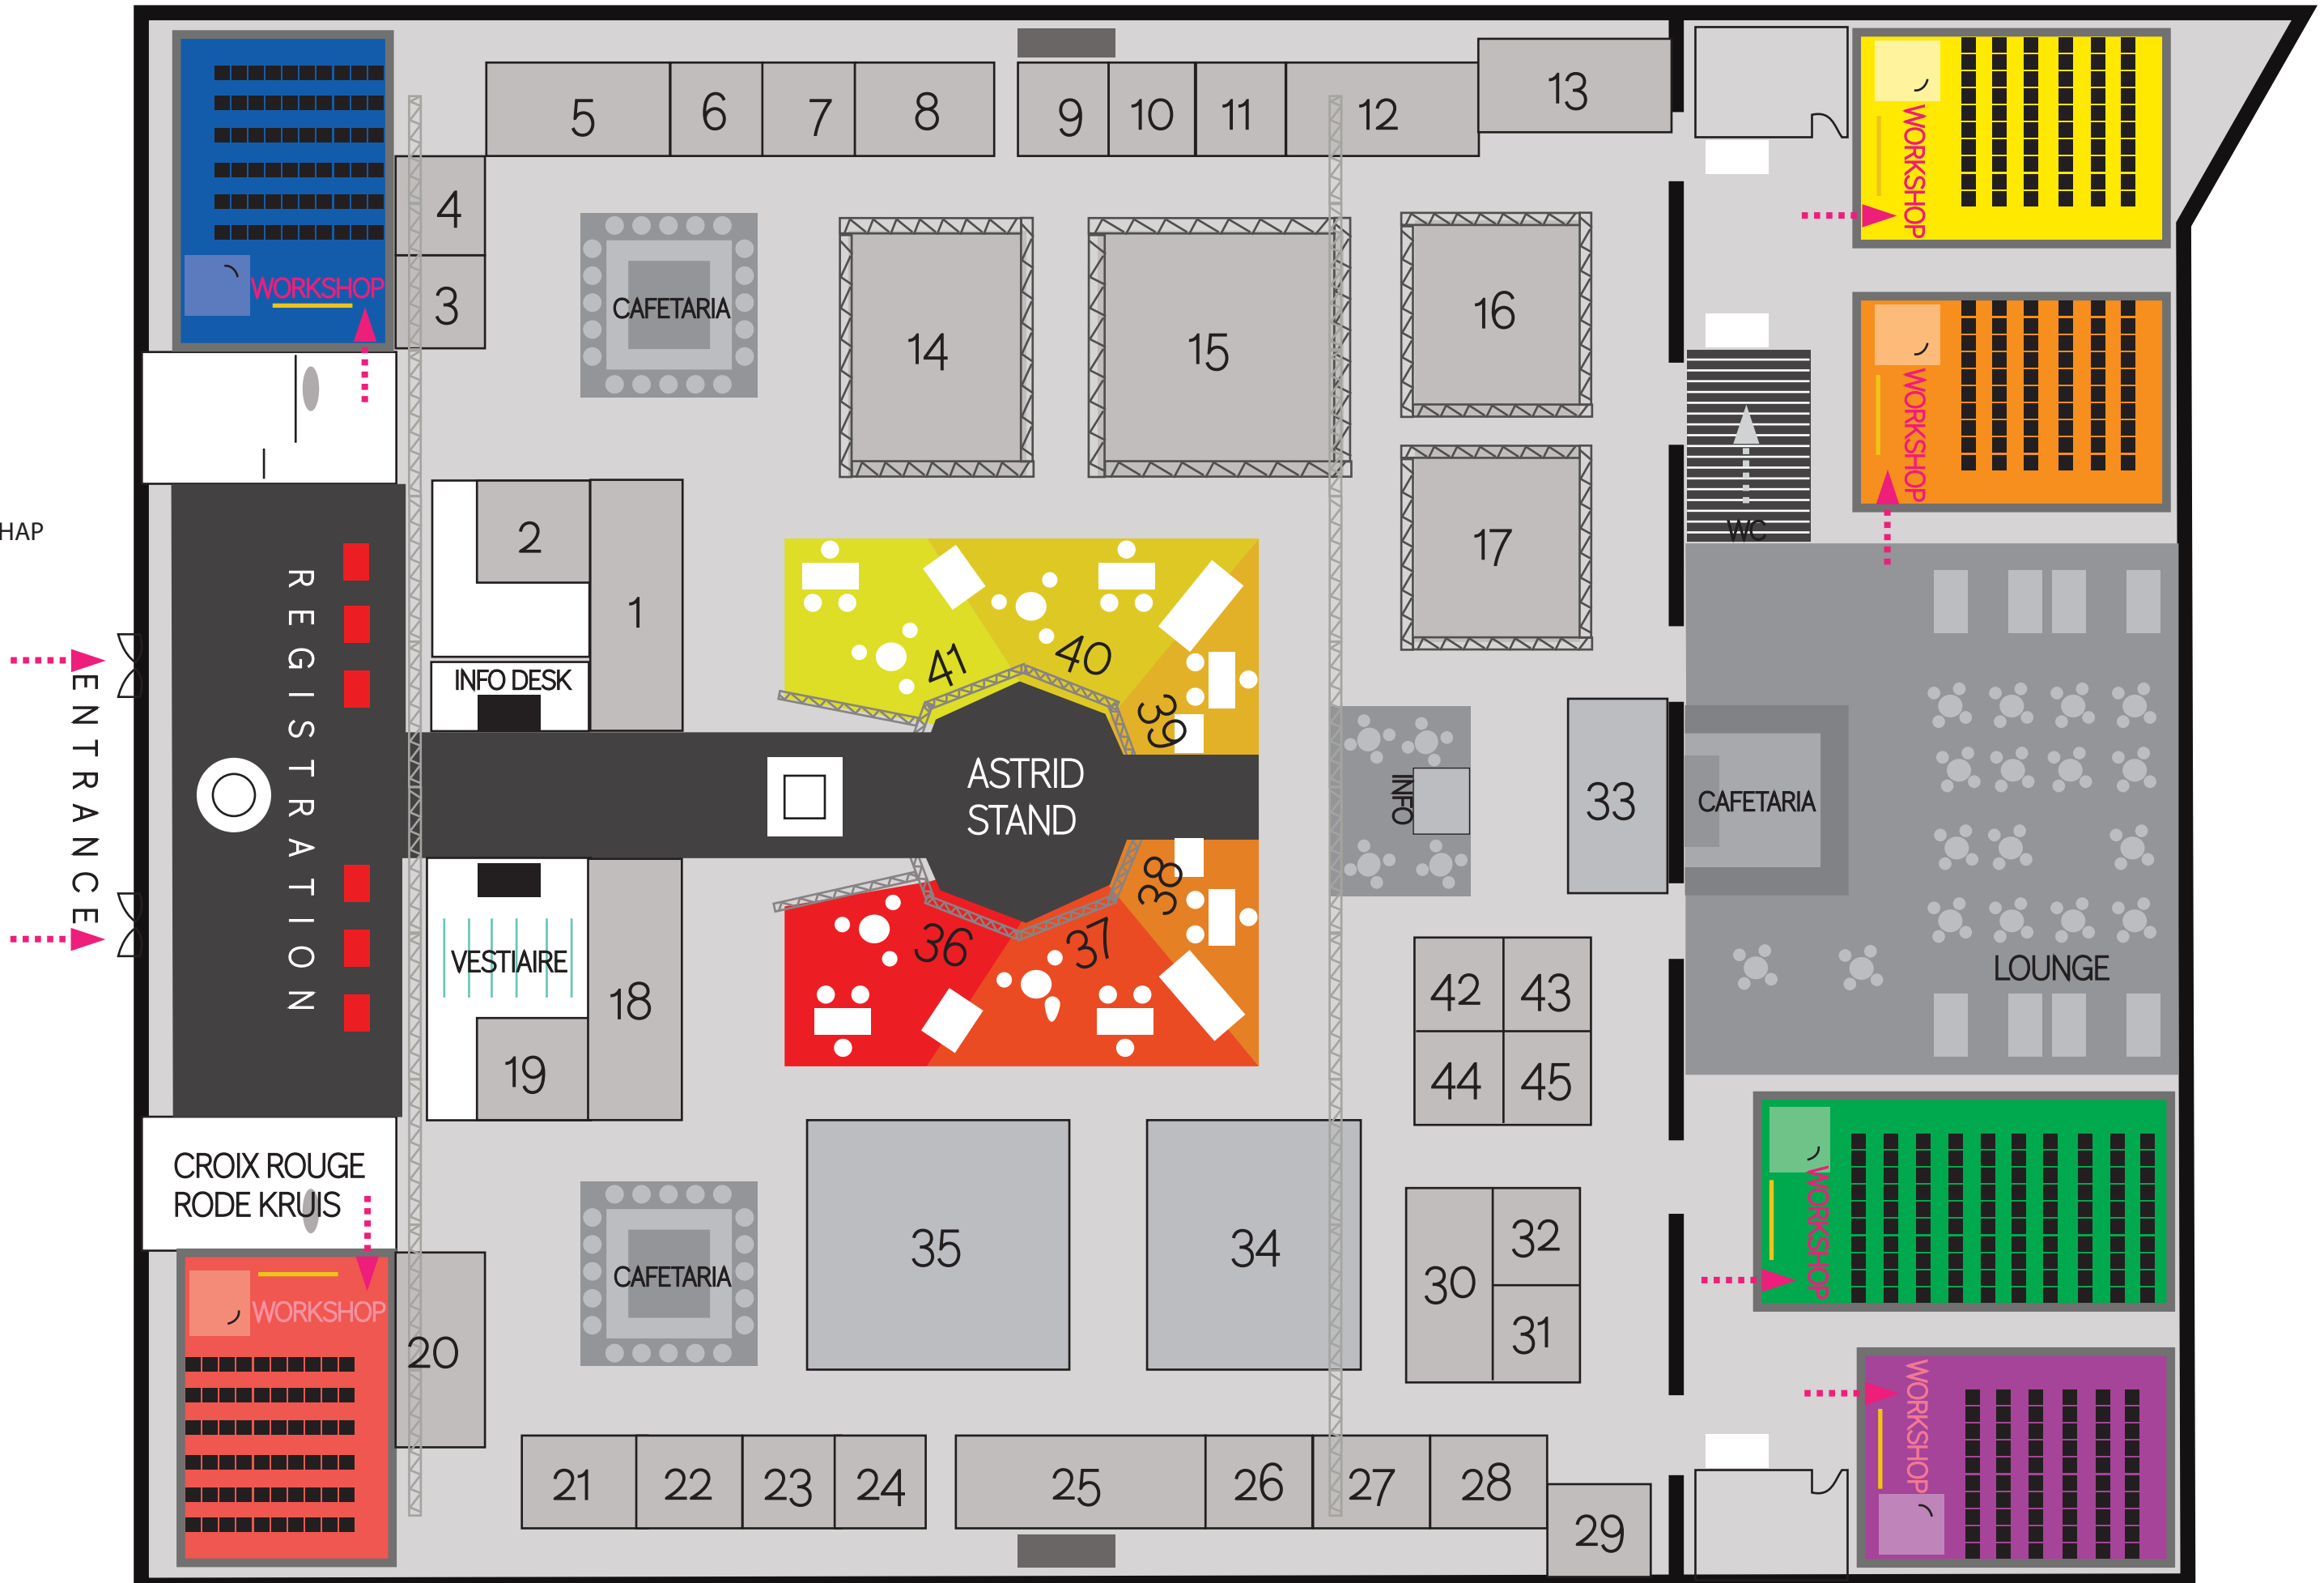 5
6
7
8
9
10
11
12
13
WORKSHOP
4
WORKSHOP
3
CAFETARIA
14
15
16
WORKSHOP
HAP
2
1
17
WC
REGISTRATION
ENTRANCE
INFO DESK
41
40
39
ASTRID
STAND
INFO
33
CAFETARIA
VESTIAIRE
18
19
36
37
38
42
43
44
45
LOUNGE
CROIX ROUGE
RODE KRUIS
WORKSHOP
20
CAFETARIA
35
34
30
32
31
WORKSHOP
WORKSHOP
21
22
23
24
25
26
27
28
29